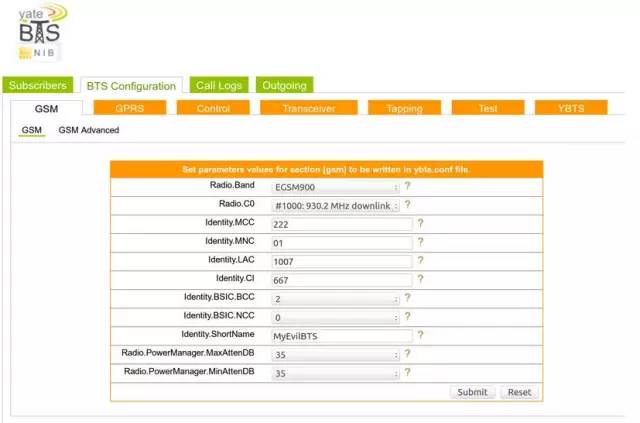 yate
BTS
NIB
Subscribers BTS Configuration Call Logs Outgoing
GSM GPRS Control Transceiver Tapping Test YBTS
GSM GSM Advanced
Set parameters values for section [gsm] to be written in ybts.conf file.
Radio.Band EGSM900 ?
Radio.C0 #1000: 930.2 MHz downlink ?
Identity.MCC 222 ?
Identity.MNC 01 ?
Identity.LAC 1007 ?
Identity.CI 667 ?
Identity.BSIC.BCC 2 ?
Identity.BSIC.NCC 0 ?
Identity.ShortName MyEvilBTS ?
Radio.PowerManager.MaxAttenDB 35 ?
Radio.PowerManager.MinAttenDB 35 ?
Submit Reset